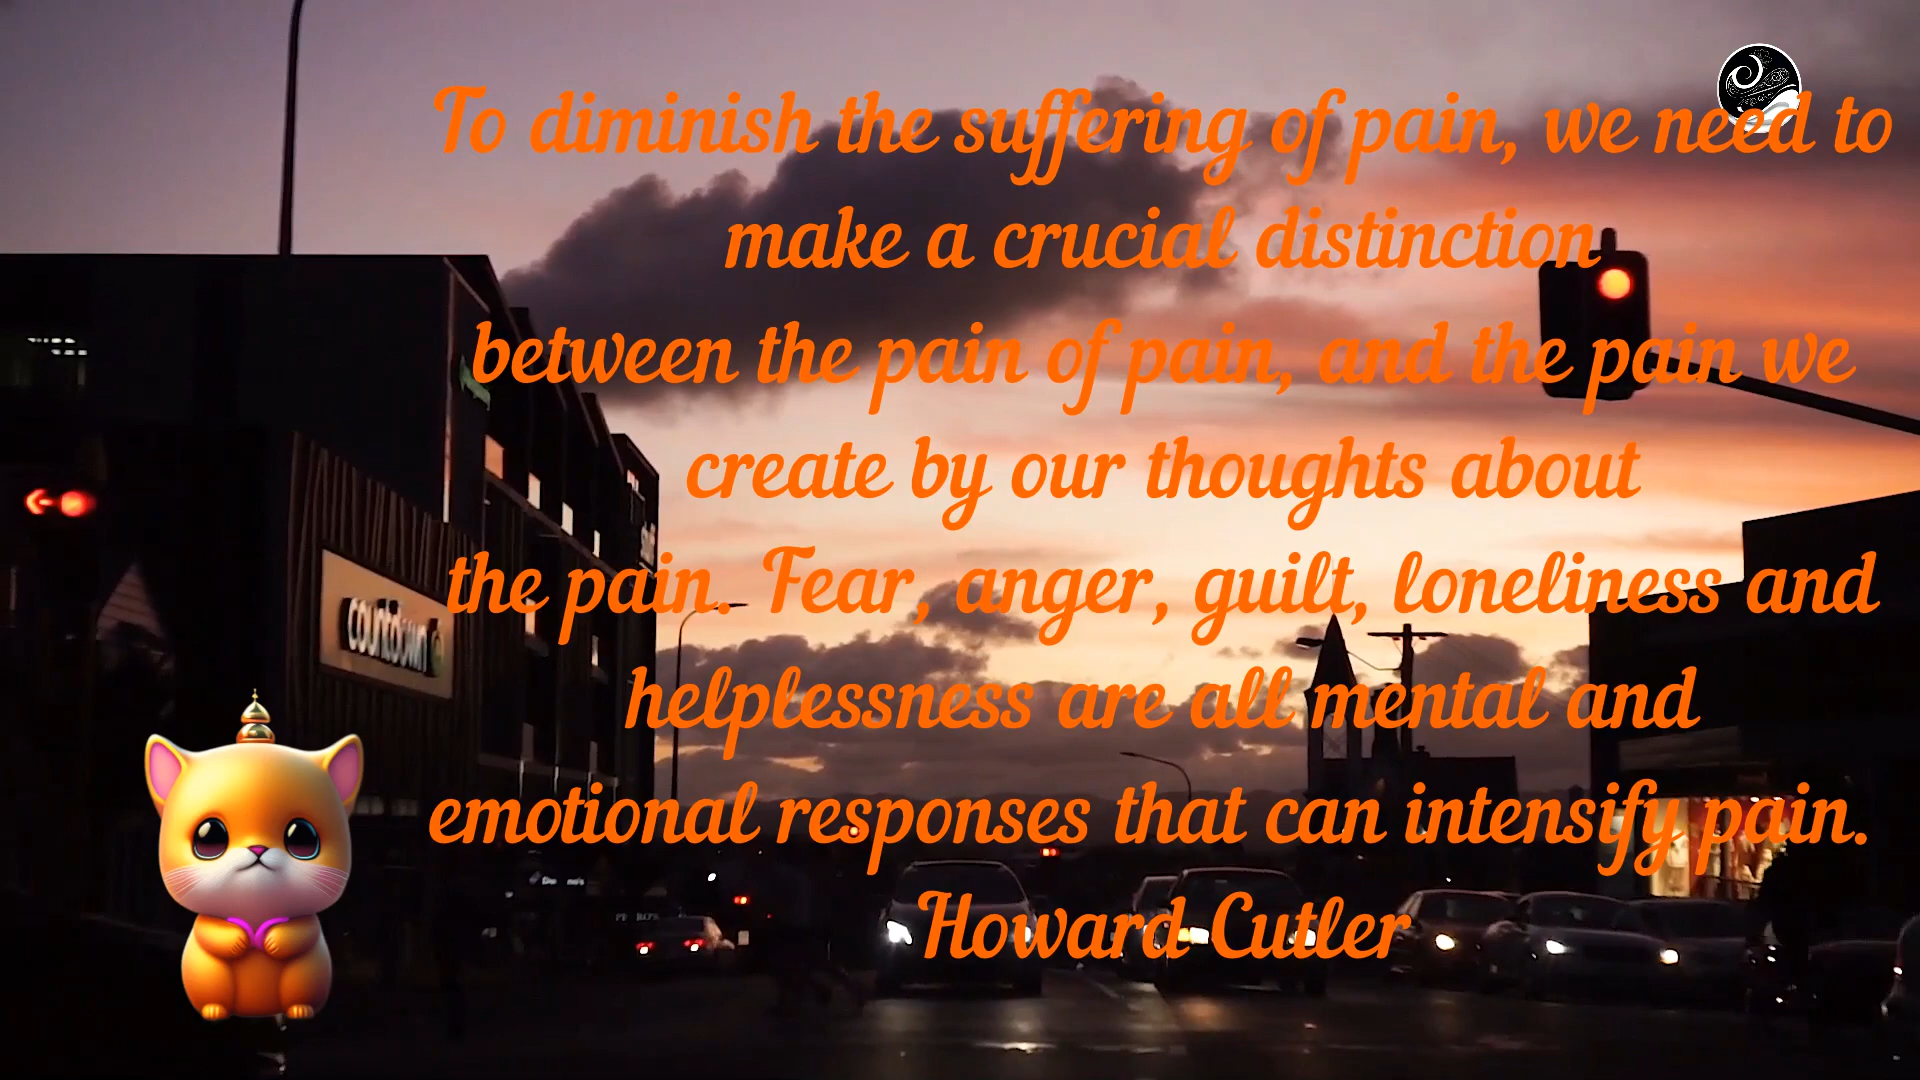 To diminish the suffering of pain, we need to
make a crucial distinction
between the pain of pain, and the pain we
create by our thoughts about
the pain. Fear, anger, guilt, loneliness and
helplessness are all mental and
emotional responses that can intensify pain.
Howard Cutler
countdown